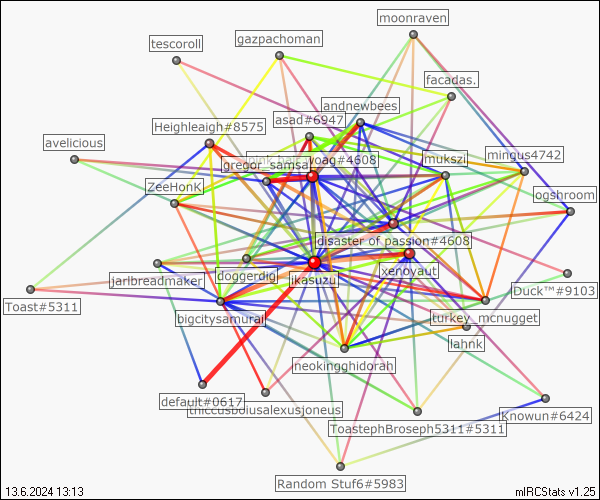 moonraven
gazpachoman
tescoroll
facadas.
andnewbees
asad#6947
Heighleaigh#8575
avelicious
gregor_samsa
yoag#4608
mukszi
mingus4742
ZeeHonk
ogshroom
disaster of passion#4608
xenoyaut
jarlbreadmaker
doggerdig
ikasuzu
Duck™#9103
Toast#5311
bigcitysamurai
turkey_mcnugget
lahnk
neokingghidorah
default#0617
thiccusbolusalexusjoneus
Knowun#6424
ToastephBroseph5311#5311
Random Stuf6#5983
13.6.2024 13:13
mIRCStats v1.25